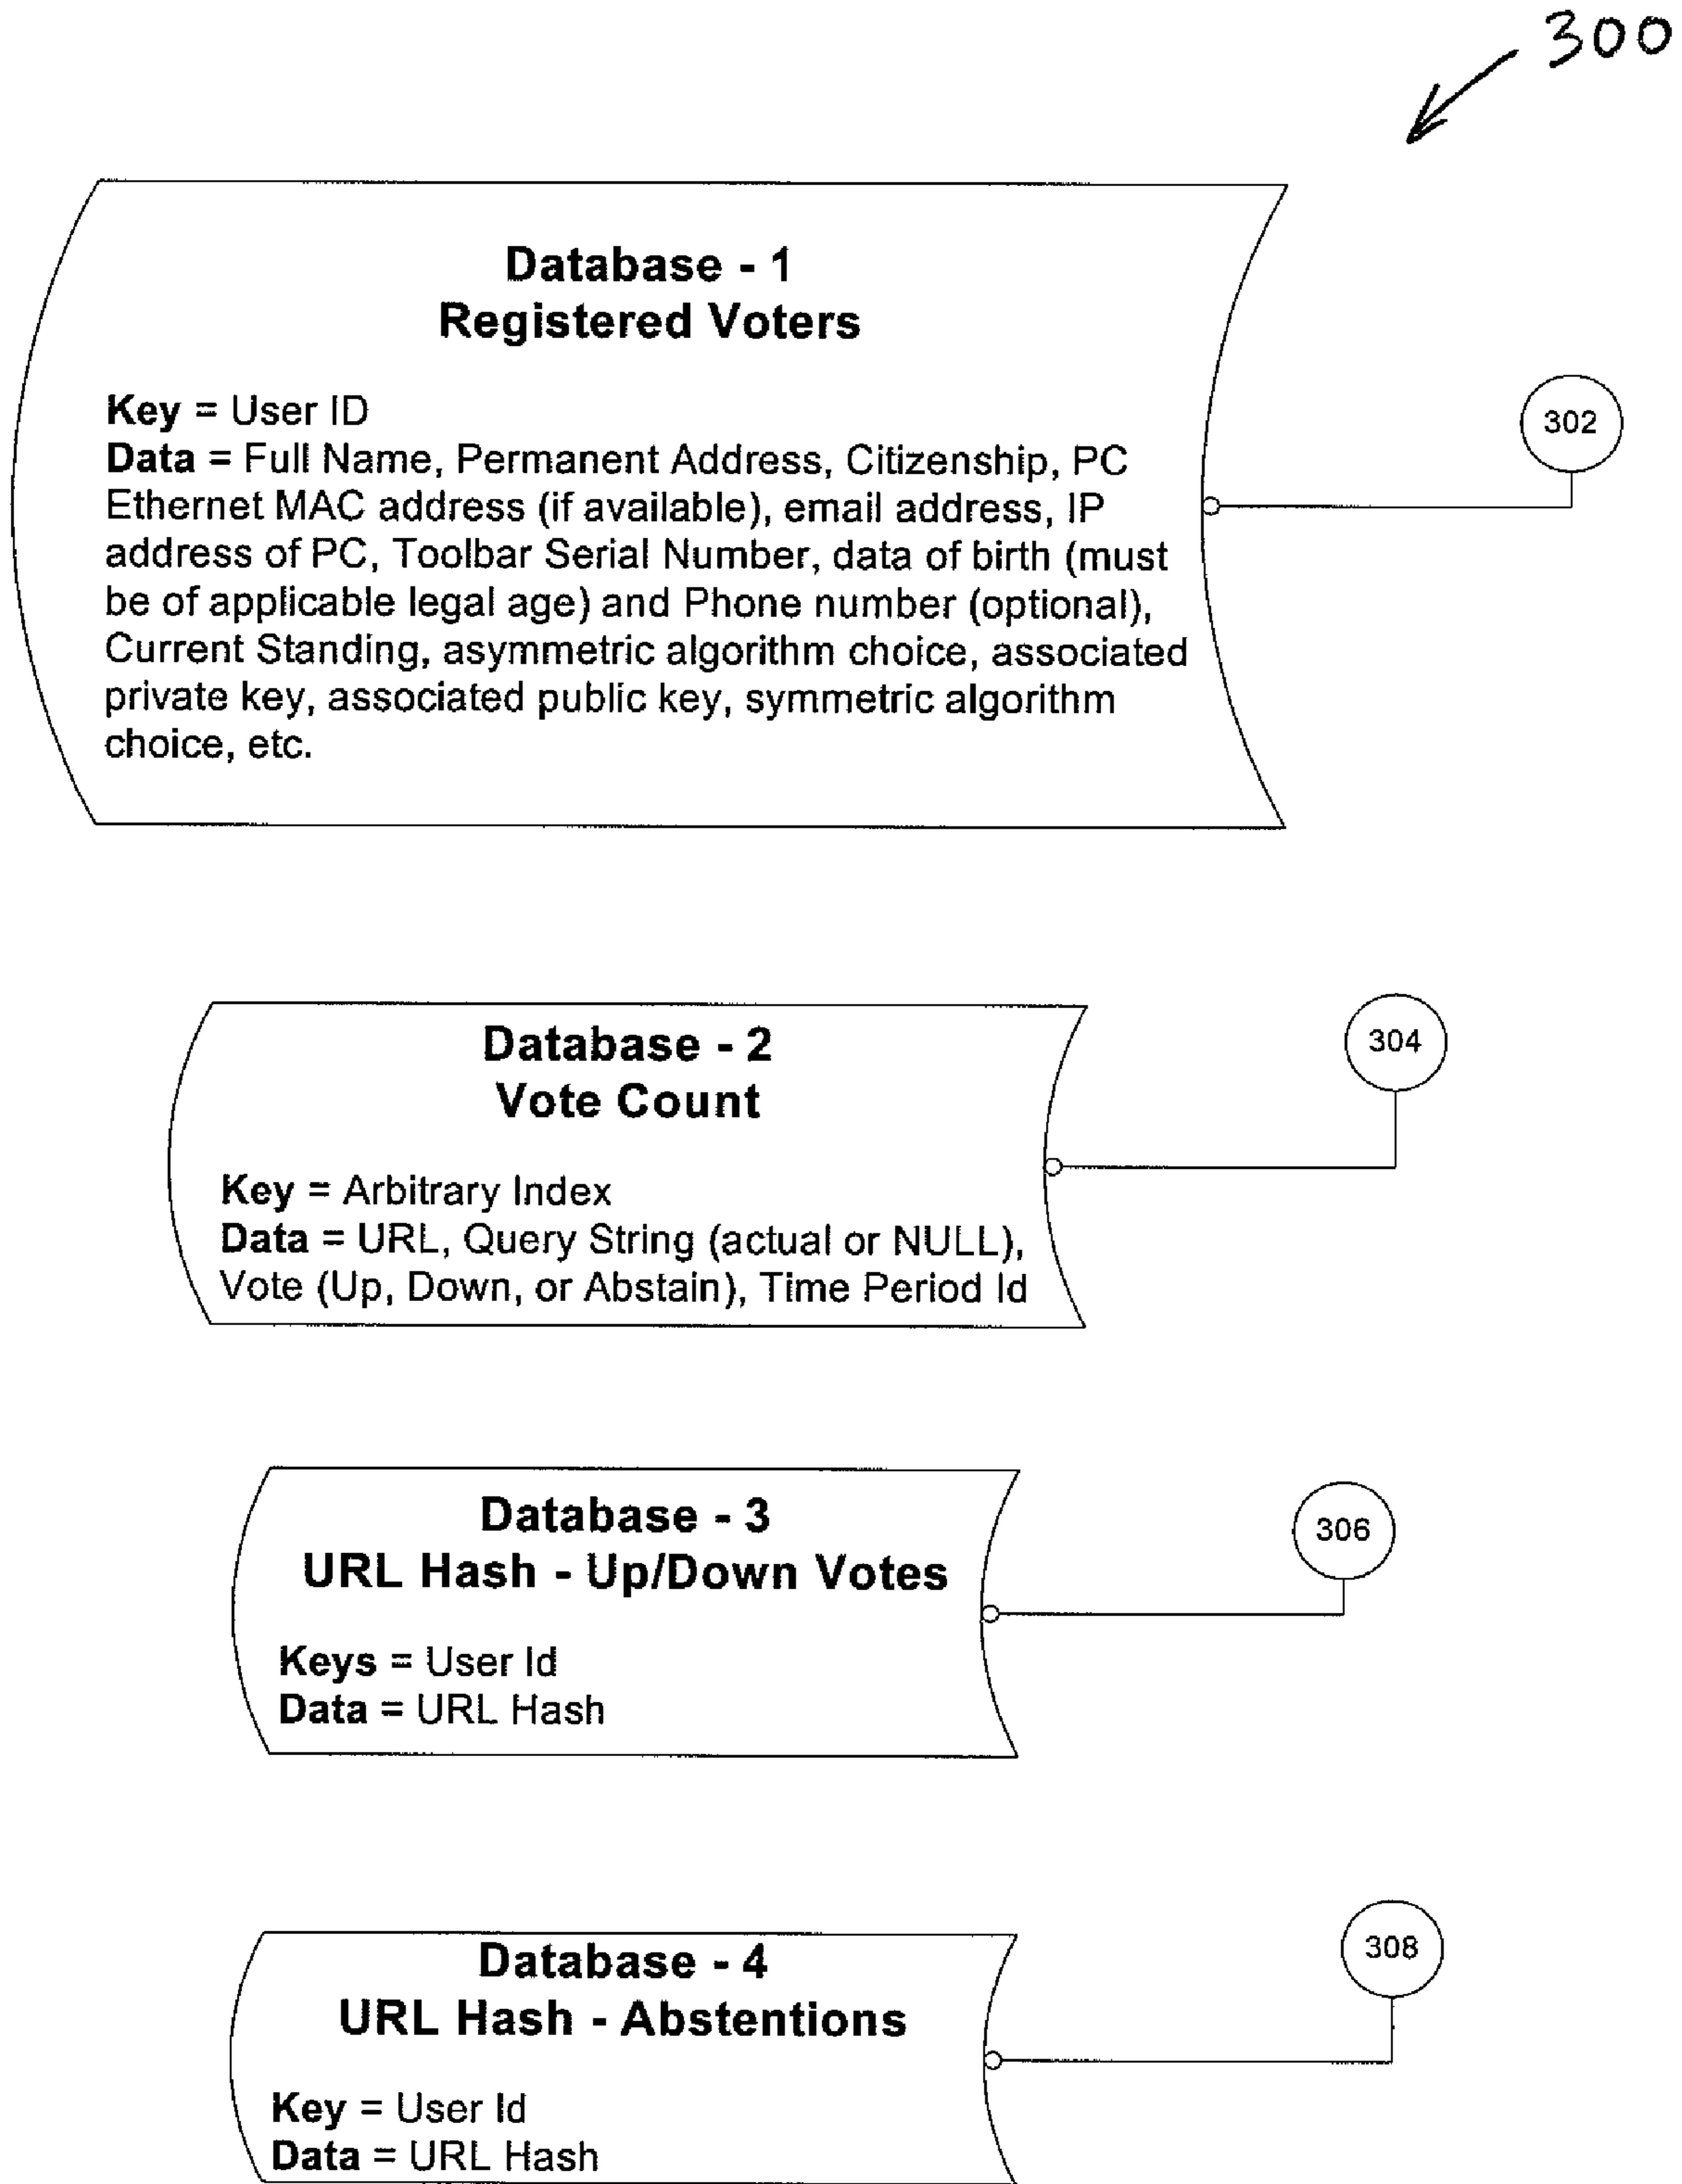 300
Database - 1
Registered Voters
Key = User ID
Data = Full Name, Permanent Address, Citizenship, PC
Ethernet MAC address (if available), email address, IP
address of PC, Toolbar Serial Number, data of birth (must
be of applicable legal age) and Phone number (optional),
Current Standing, asymmetric algorithm choice, associated
private key, associated public key, symmetric algorithm
choice, etc.
302
Database - 2
Vote Count
Key = Arbitrary Index
Data = URL, Query String (actual or NULL),
Vote (Up, Down, or Abstain), Time Period Id
304
Database - 3
URL Hash - Up/Down Votes
Keys = User Id
Data = URL Hash
306
Database - 4
URL Hash - Abstentions
Key = User Id
Data = URL Hash
308